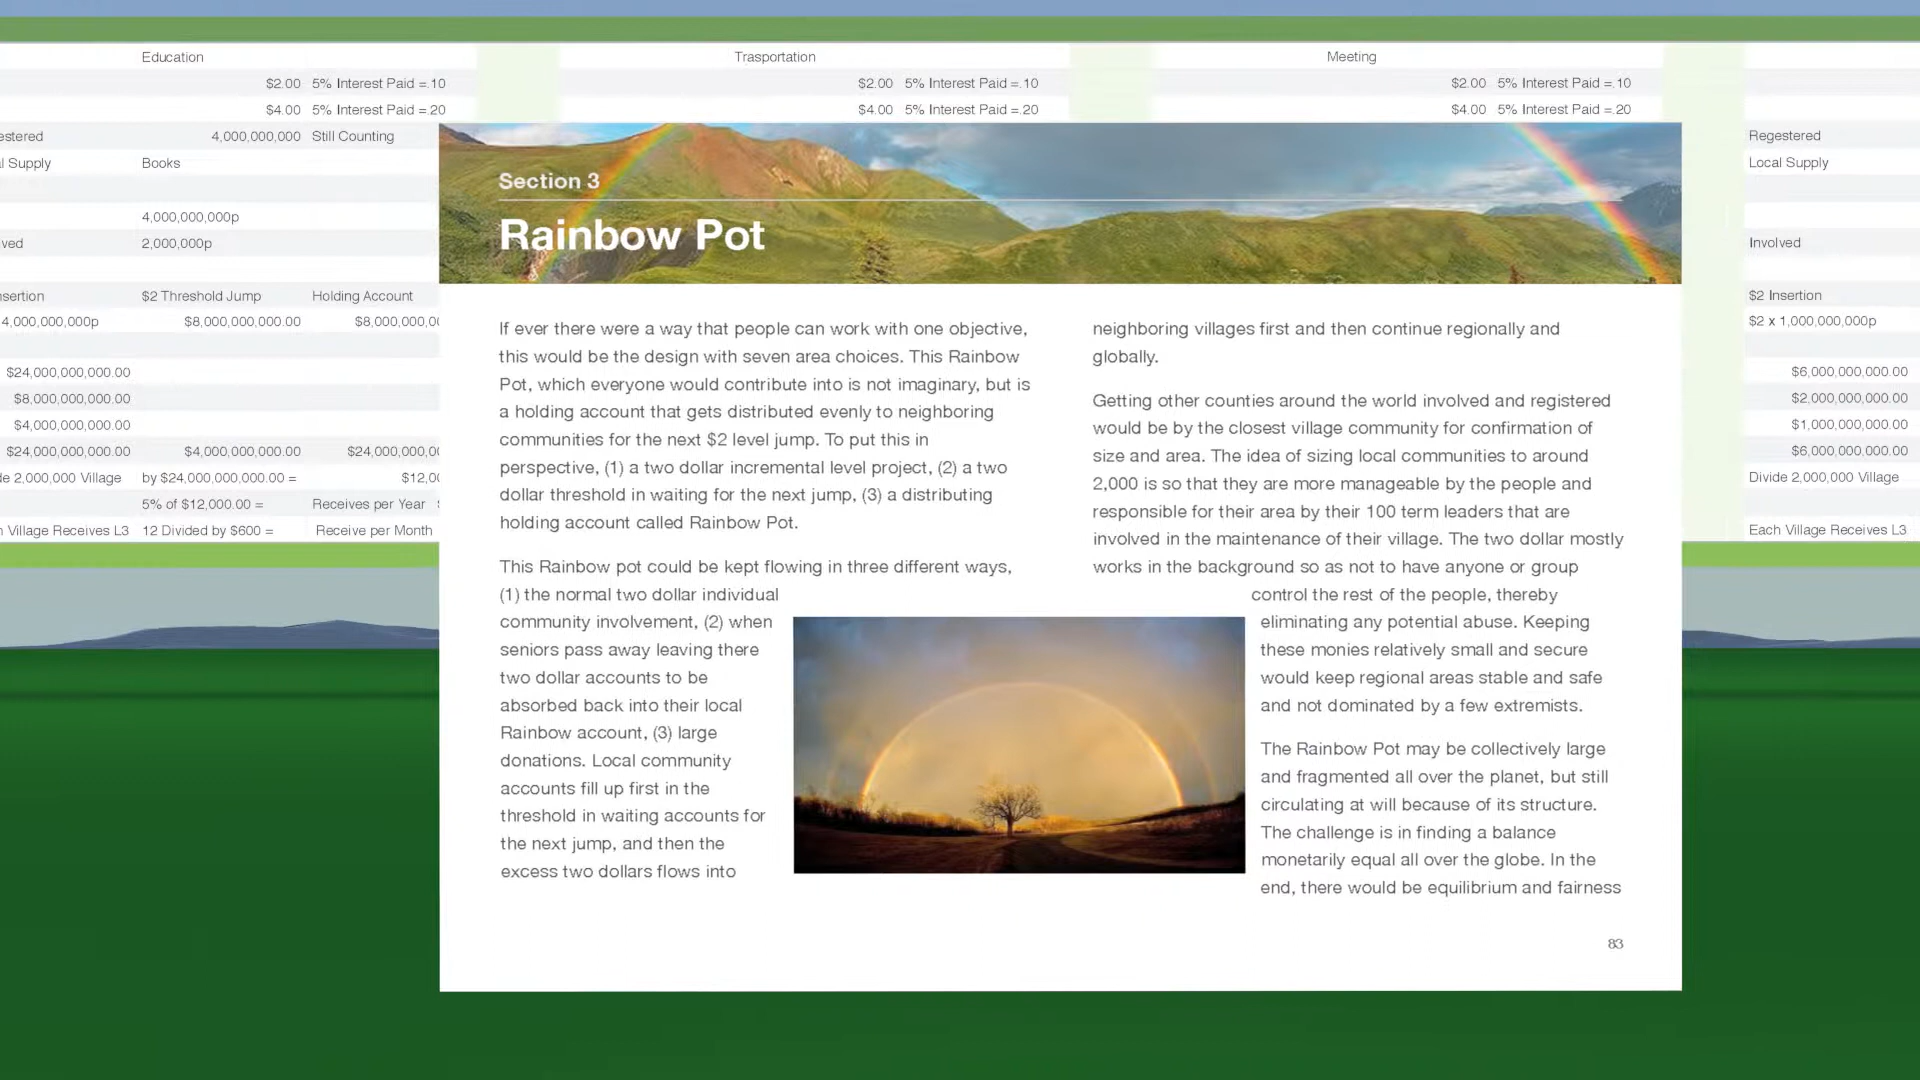 Education
$2.00 5% Interest Paid =.10
$4.00 5% Interest Paid =.20
estered 4,000,000,000 Still Counting
l Supply Books
4,000,000,000p
ved 2,000,000p
nsertion $2 Threshold Jump Holding Account
4,000,000,000p $8,000,000,000.00 $8,000,000,0
$24,000,000,000.00
$8,000,000,000.00
$4,000,000,000.00
$24,000,000,000.00 $4,000,000,000.00 $24,000,000,0
de 2,000,000 Village by $24,000,000,000.00 = $12,0
5% of $12,000.00 = Receives per Year
h Village Receives L3 12 Divided by $600 = Receive per Month
Trasportation
$2.00 5% Interest Paid =.10
$4.00 5% Interest Paid =.20
Meeting
$2.00 5% Interest Paid =.10
$4.00 5% Interest Paid =.20
Section 3
Rainbow Pot
If ever there were a way that people can work with one objective,
this would be the design with seven area choices. This Rainbow
Pot, which everyone would contribute into is not imaginary, but is
a holding account that gets distributed evenly to neighboring
communities for the next $2 level jump. To put this in
perspective, (1) a two dollar incremental level project, (2) a two
dollar threshold in waiting for the next jump, (3) a distributing
holding account called Rainbow Pot.
This Rainbow pot could be kept flowing in three different ways,
(1) the normal two dollar individual
community involvement, (2) when
seniors pass away leaving there
two dollar accounts to be
absorbed back into their local
Rainbow account, (3) large
donations. Local community
accounts fill up first in the
threshold in waiting accounts for
the next jump, and then the
excess two dollars flows into
neighboring villages first and then continue regionally and
globally.
Getting other counties around the world involved and registered
would be by the closest village community for confirmation of
size and area. The idea of sizing local communities to around
2,000 is so that they are more manageable by the people and
responsible for their area by their 100 term leaders that are
involved in the maintenance of their village. The two dollar mostly
works in the background so as not to have anyone or group
control the rest of the people, thereby
eliminating any potential abuse. Keeping
these monies relatively small and secure
would keep regional areas stable and safe
and not dominated by a few extremists.
The Rainbow Pot may be collectively large
and fragmented all over the planet, but still
circulating at will because of its structure.
The challenge is in finding a balance
monetarily equal all over the globe. In the
end, there would be equilibrium and fairness
83
Regestered
Local Supply
Involved
$2 Insertion
$2 x 1,000,000,000p
$6,000,000,000.00
$2,000,000,000.00
$1,000,000,000.00
$6,000,000,000.00
Divide 2,000,000 Village
Each Village Receives L3